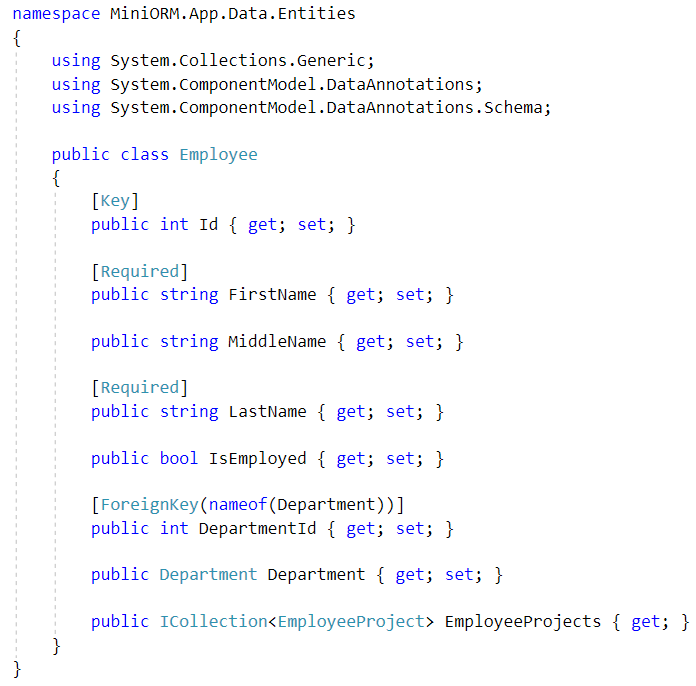 namespace MiniORM.App.Data.Entities
{
    using System.Collections.Generic;
    using System.ComponentModel.DataAnnotations;
    using System.ComponentModel.DataAnnotations.Schema;

    public class Employee
    {
        [Key]
        public int Id { get; set; }

        [Required]
        public string FirstName { get; set; }

        public string MiddleName { get; set; }

        [Required]
        public string LastName { get; set; }

        public bool IsEmployed { get; set; }

        [ForeignKey(nameof(Department))]
        public int DepartmentId { get; set; }

        public Department Department { get; set; }

        public ICollection<EmployeeProject> EmployeeProjects { get; }
    }
}